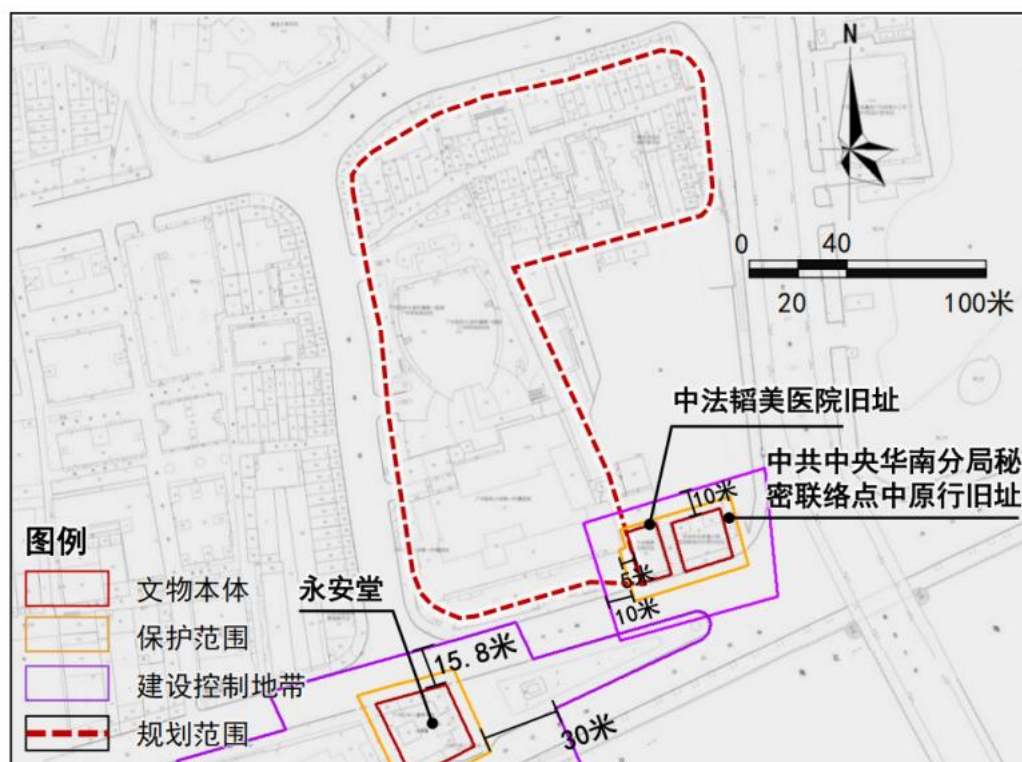 N
0 40
20 100米
中法韬美医院旧址
中共中央华南分局秘
密联络点中原行旧址
10米
5米
10米
永安堂
15.8米
30米
图例
文物本体
保护范围
建设控制地带
规划范围